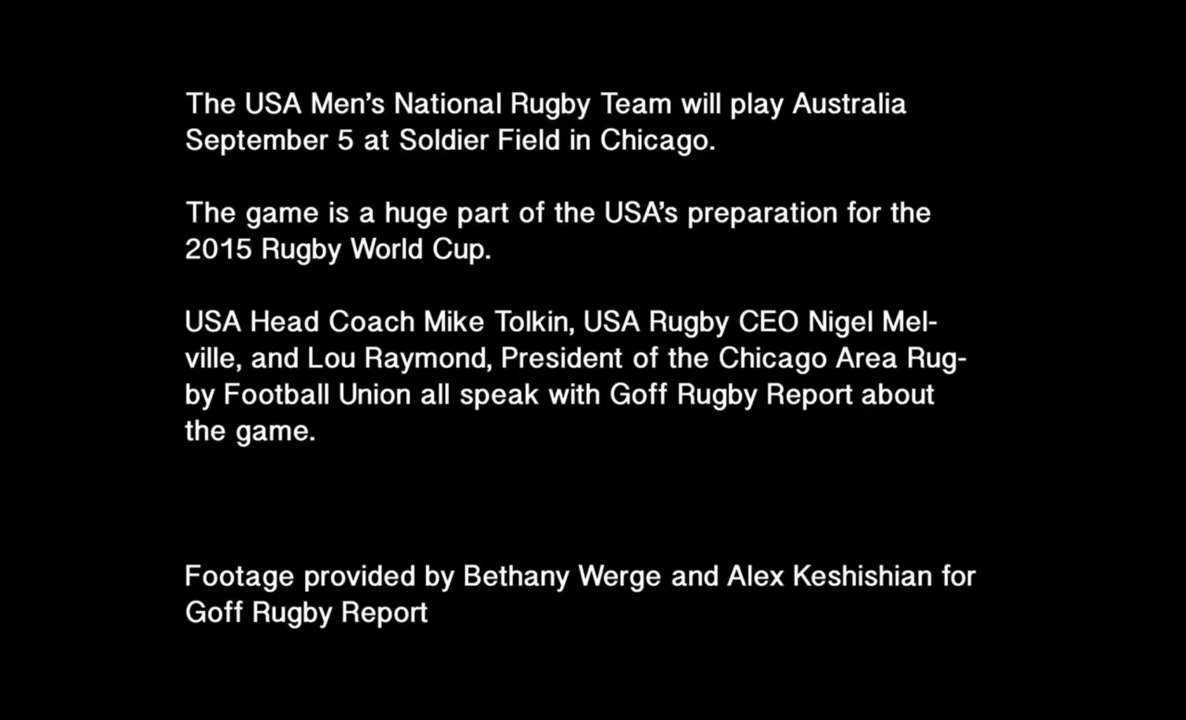 The USA Men's National Rugby Team will play Australia
September 5 at Soldier Field in Chicago.
The game is a huge part of the USA's preparation for the
2015 Rugby World Cup.
USA Head Coach Mike Tolkin, USA Rugby CEO Nigel Mel-
ville, and Lou Raymond, President of the Chicago Area Rug-
by Football Union all speak with Goff Rugby Report about
the game.
Footage provided by Bethany Werge and Alex Keshishian for
Goff Rugby Report